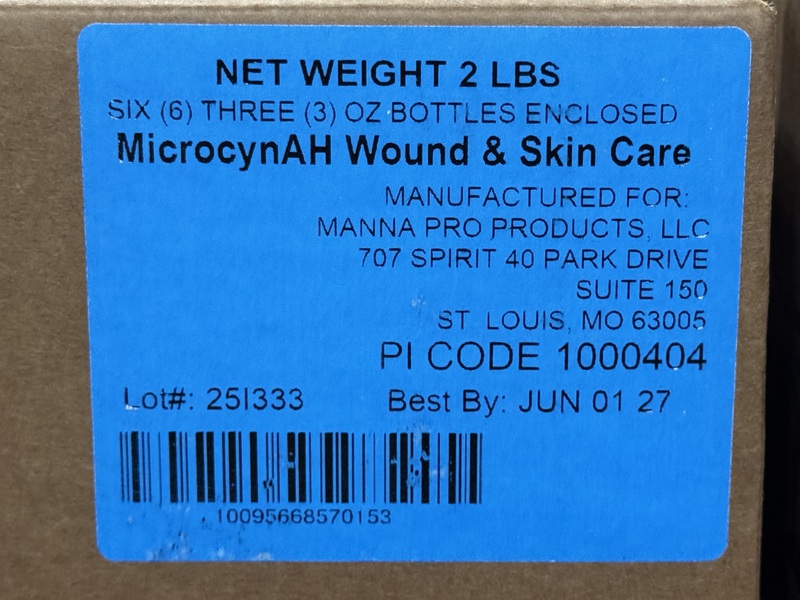 NET WEIGHT 2 LBS
SIX (6) THREE (3) OZ BOTTLES ENCLOSED
MicrocynAH Wound & Skin Care
MANUFACTURED FOR:
MANNA PRO PRODUCTS, LLC
707 SPIRIT 40 PARK DRIVE
SUITE 150
ST. LOUIS, MO 63005
PI CODE 1000404
Lot#: 25I333 Best By: JUN 01 27
10095668570153